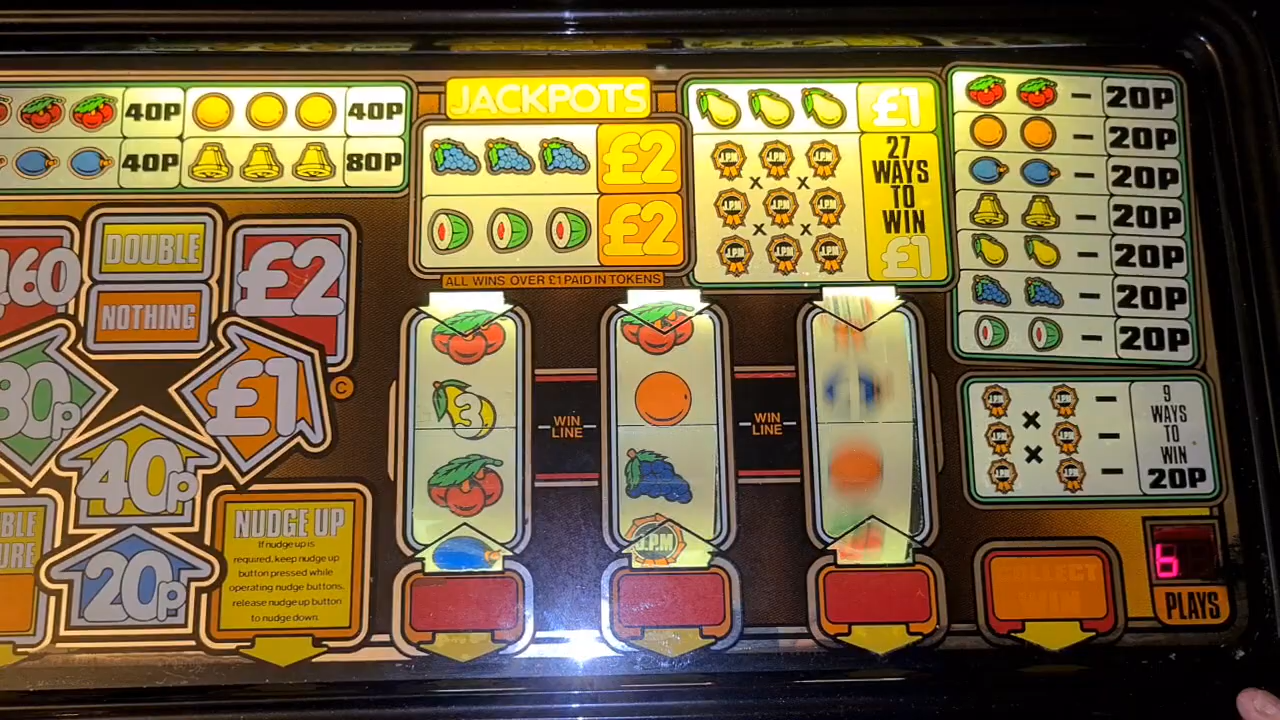 40P
40P
40P
80P
JACKPOTS
£2
£2
ALL WINS OVER £1 PAID IN TOKENS
£1
J.P.M J.P.M J.P.M
x x
J.P.M J.P.M J.P.M
x x
J.P.M J.P.M J.P.M
27
WAYS
TO
WIN
£1
– 20P
– 20P
– 20P
– 20P
– 20P
– 20P
– 20P
J.P.M x J.P.M –
J.P.M x J.P.M –
J.P.M J.P.M –
9
WAYS
TO
WIN
20P
DOUBLE
NOTHING
£2
£1
C
80p
40p
20p
NUDGE UP
If nudge up is
required, keep nudge up
button pressed while
operating nudge buttons,
release nudge up button
to nudge down.
3
WIN
LINE
WIN
LINE
J.P.M
6
PLAYS